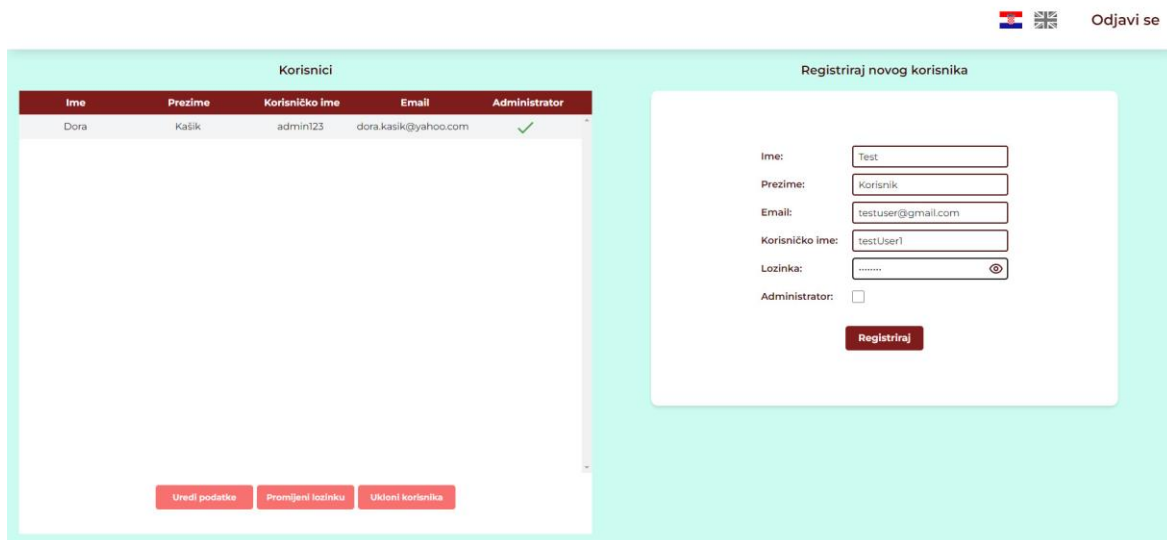 Odjavi se
Korisnici
Ime Prezime Korisničko ime Email Administrator
Dora Kašik admin123 dora.kasik@yahoo.com
Uredi podatke Promijeni lozinku Ukloni korisnika
Registriraj novog korisnika
Ime: Test
Prezime: Korisnik
Email: testuser@gmail.com
Korisničko ime: testUser1
Lozinka: ........
Administrator:
Registriraj